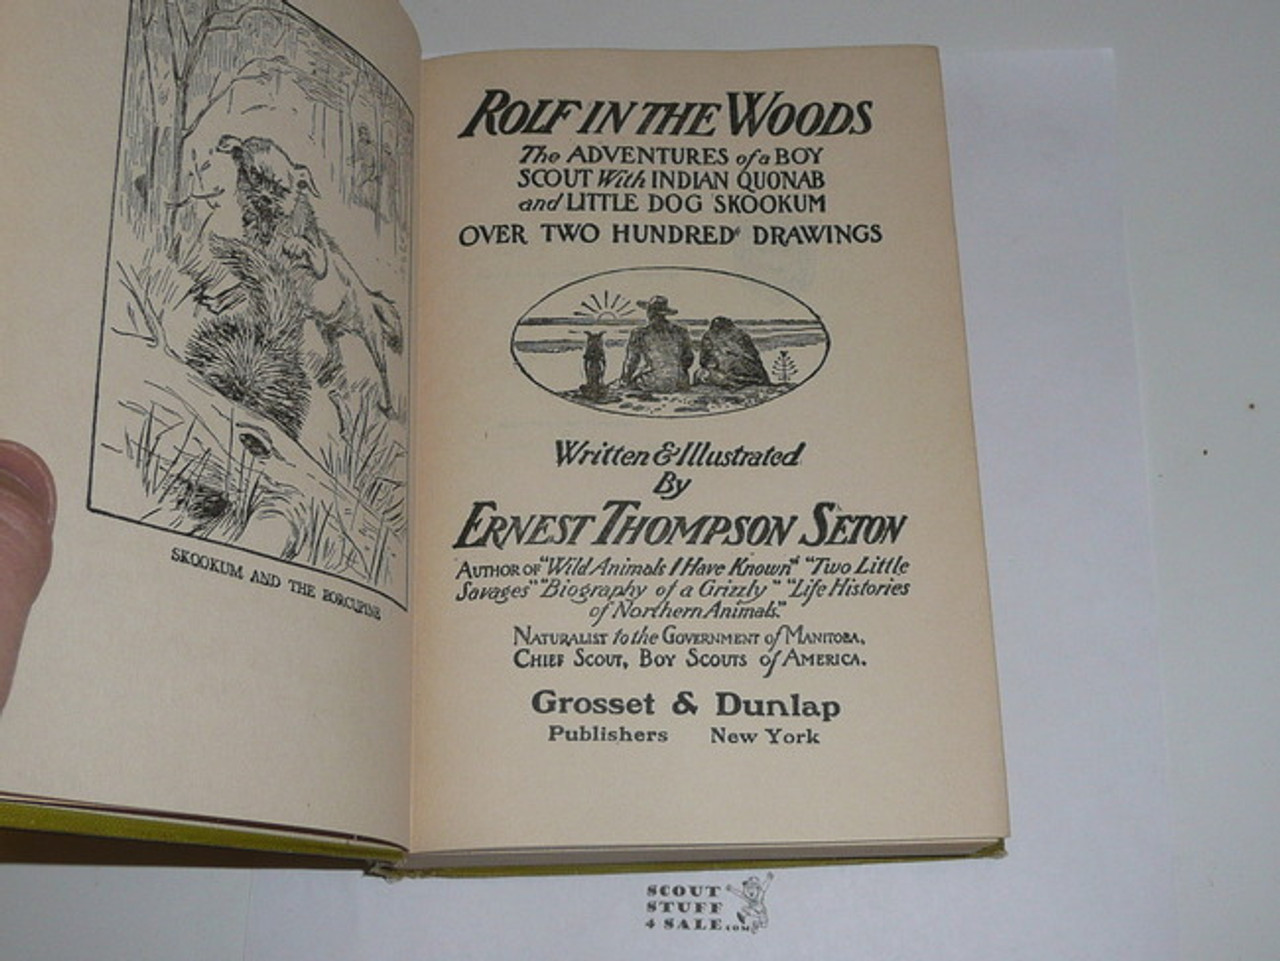 SKOOKUM AND THE PORCUPINE
ROLF IN THE WOODS
The ADVENTURES of a BOY
SCOUT With INDIAN QUONAB
and LITTLE DOG SKOOKUM
OVER TWO HUNDRED DRAWINGS
Written & Illustrated
By
ERNEST THOMPSON SETON
AUTHOR OF "Wild Animals I Have Known" "Two Little
Savages" "Biography of a Grizzly" "Life Histories
of Northern Animals."
NATURALIST to the GOVERNMENT of MANITOBA,
CHIEF SCOUT, BOY SCOUTS of AMERICA.
Grosset & Dunlap
Publishers New York
SCOUT
STUFF
4 SALE.COM